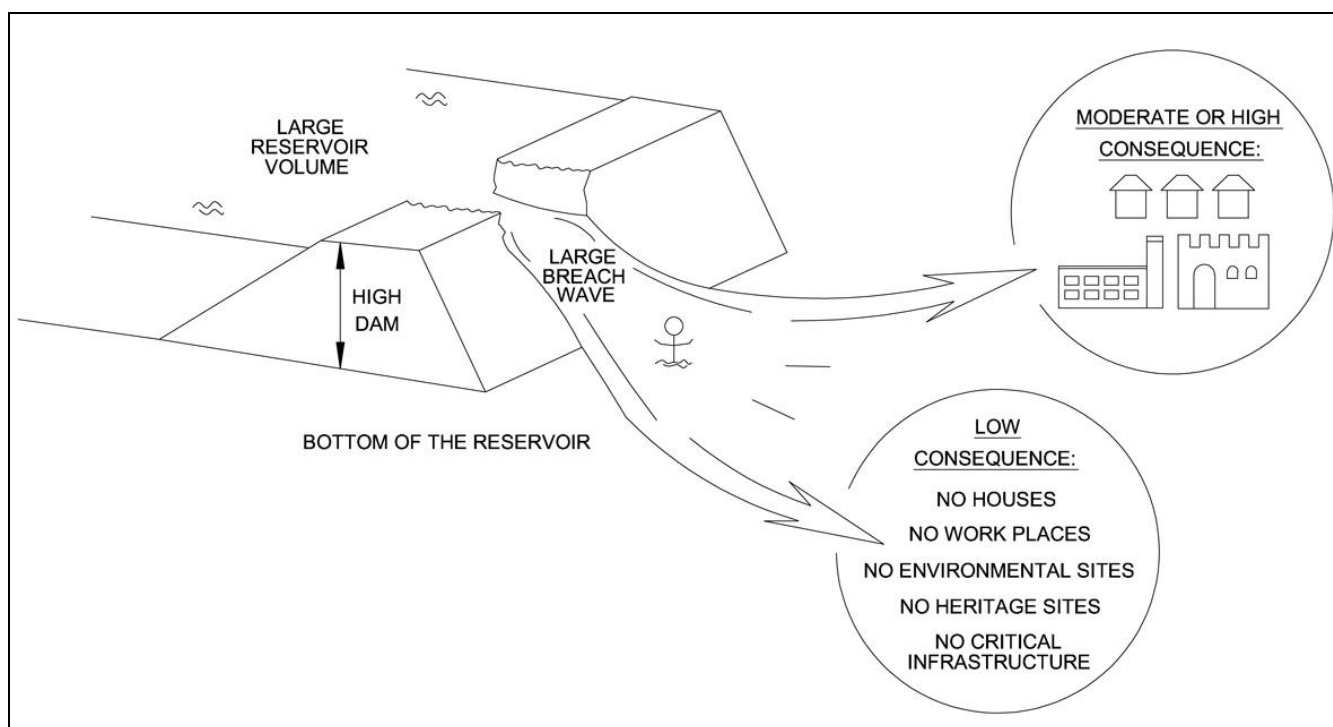 LARGE
RESERVOIR
VOLUME
HIGH
DAM
LARGE
BREACH
WAVE
BOTTOM OF THE RESERVOIR
MODERATE OR HIGH
CONSEQUENCE:
LOW
CONSEQUENCE:
NO HOUSES
NO WORK PLACES
NO ENVIRONMENTAL SITES
NO HERITAGE SITES
NO CRITICAL
INFRASTRUCTURE